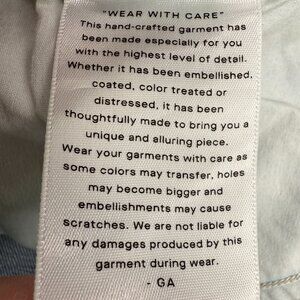 "WEAR WITH CARE"
This hand-crafted garment has
been made especially for you
with the highest level of detail.
Whether it has been embellished,
coated, color treated or
distressed, it has been
thoughtfully made to bring you a
unique and alluring piece.
Wear your garments with care as
some colors may transfer, holes
may become bigger and
embellishments may cause
scratches. We are not liable for
any damages produced by this
garment during wear.
- GA